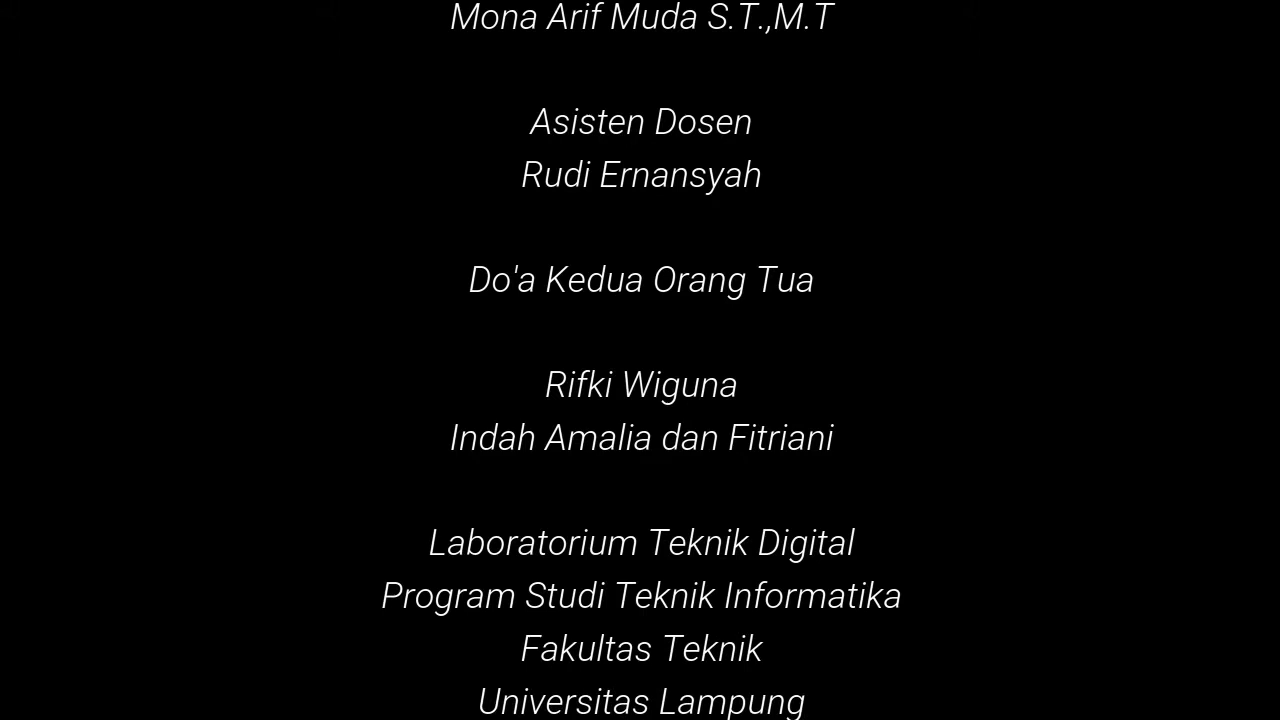 Mona Arif Muda S.T.,M.T
Asisten Dosen
Rudi Ernansyah
Do'a Kedua Orang Tua
Rifki Wiguna
Indah Amalia dan Fitriani
Laboratorium Teknik Digital
Program Studi Teknik Informatika
Fakultas Teknik
Universitas Lampung